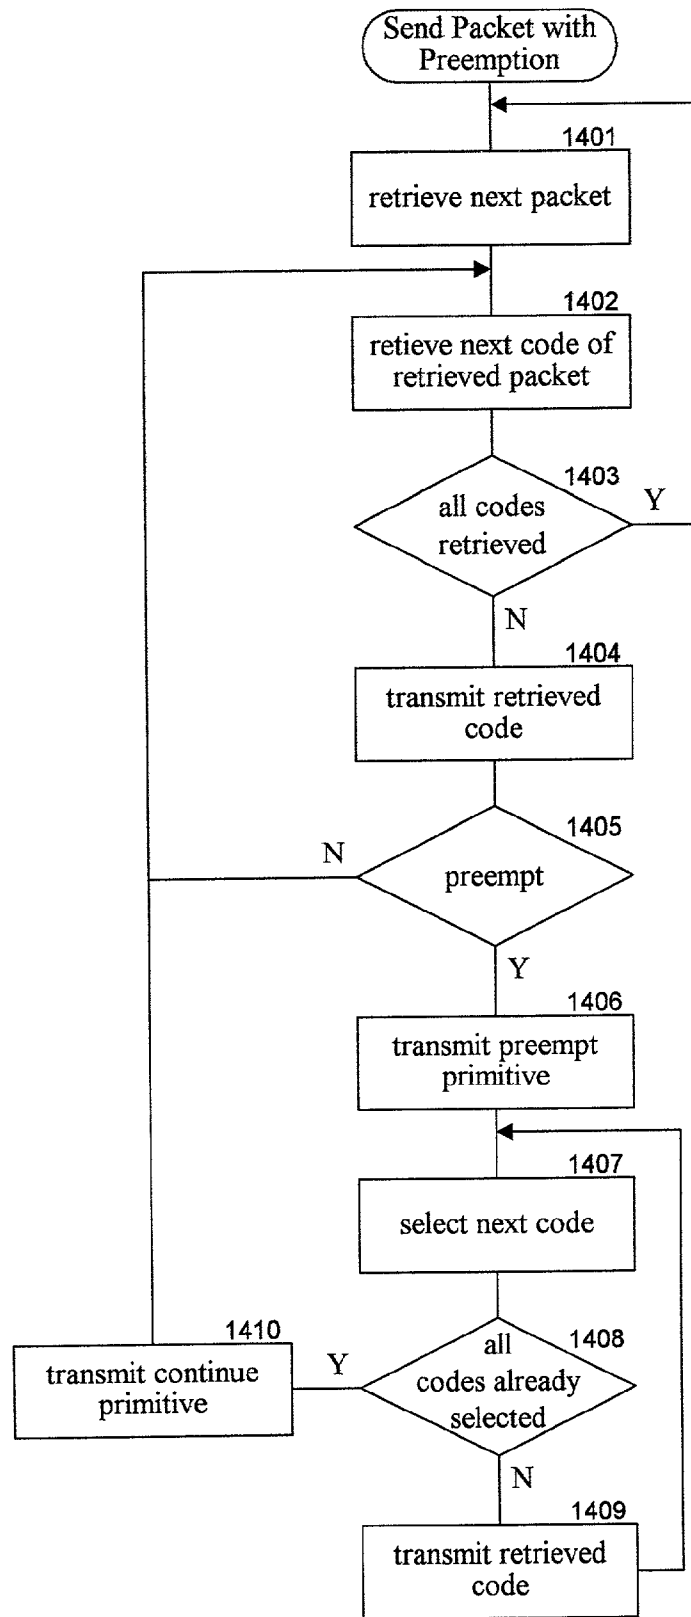 Send Packet with
Preemption
1401
retrieve next packet
1402
retieve next code of
retrieved packet
1403
all codes
retrieved
Y
N
1404
transmit retrieved
code
1405
preempt
N
Y
1406
transmit preempt
primitive
1407
select next code
1408
all
codes already
selected
Y
N
1410
transmit continue
primitive
1409
transmit retrieved
code